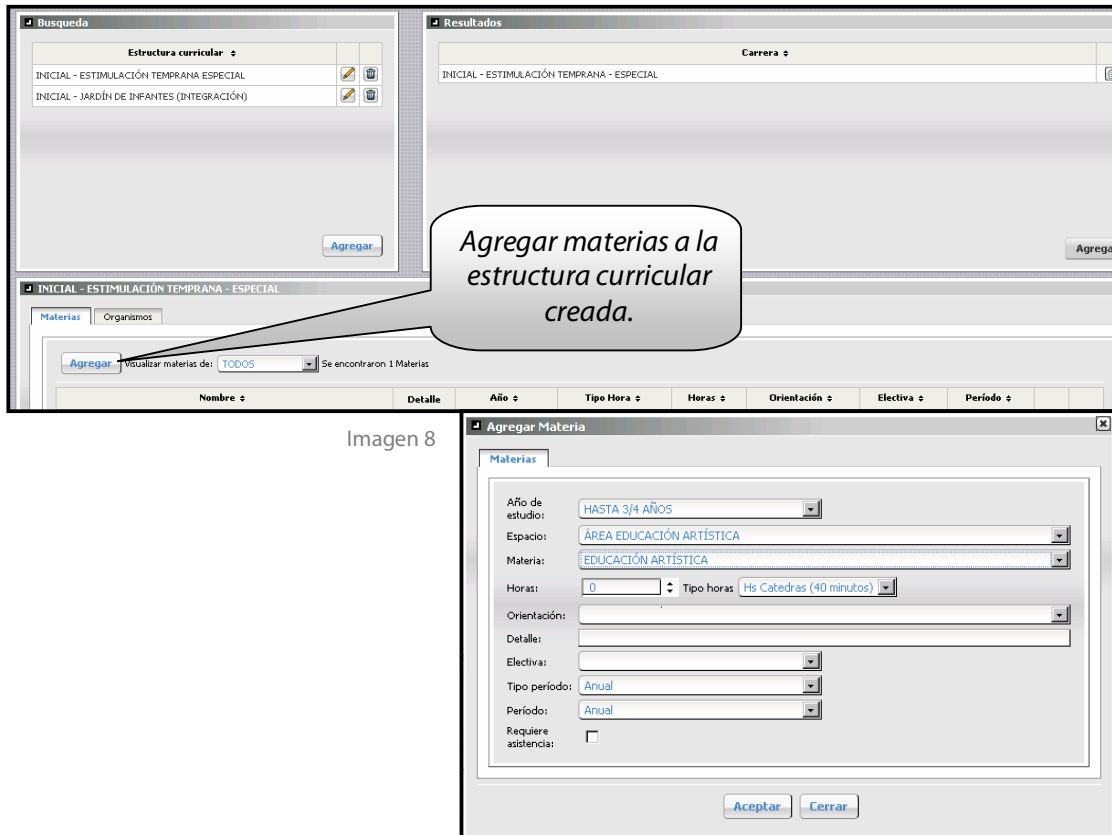 Busqueda
Estructura curricular
INICIAL - ESTIMULACIÓN TEMPRANA ESPECIAL
INICIAL - JARDÍN DE INFANTES (INTEGRACIÓN)
Agregar
Resultados
Carrera
INICIAL - ESTIMULACIÓN TEMPRANA - ESPECIAL
Agrega
Agregar materias a la
estructura curricular
creada.
INICIAL - ESTIMULACIÓN TEMPRANA - ESPECIAL
Materias Organismos
Agregar Visualizar materias de: TODOS Se encontraron 1 Materias
Nombre Detalle Año Tipo Hora Horas Orientación Electiva Período
Imagen 8
Agregar Materia
Materias
Año de
estudio: HASTA 3/4 AÑOS
Espacio: ÁREA EDUCACIÓN ARTÍSTICA
Materia: EDUCACIÓN ARTÍSTICA
Horas: 0 Tipo horas Hs Catedras (40 minutos)
Orientación:
Detalle:
Electiva:
Tipo período: Anual
Período: Anual
Requiere
asistencia:
Aceptar Cerrar